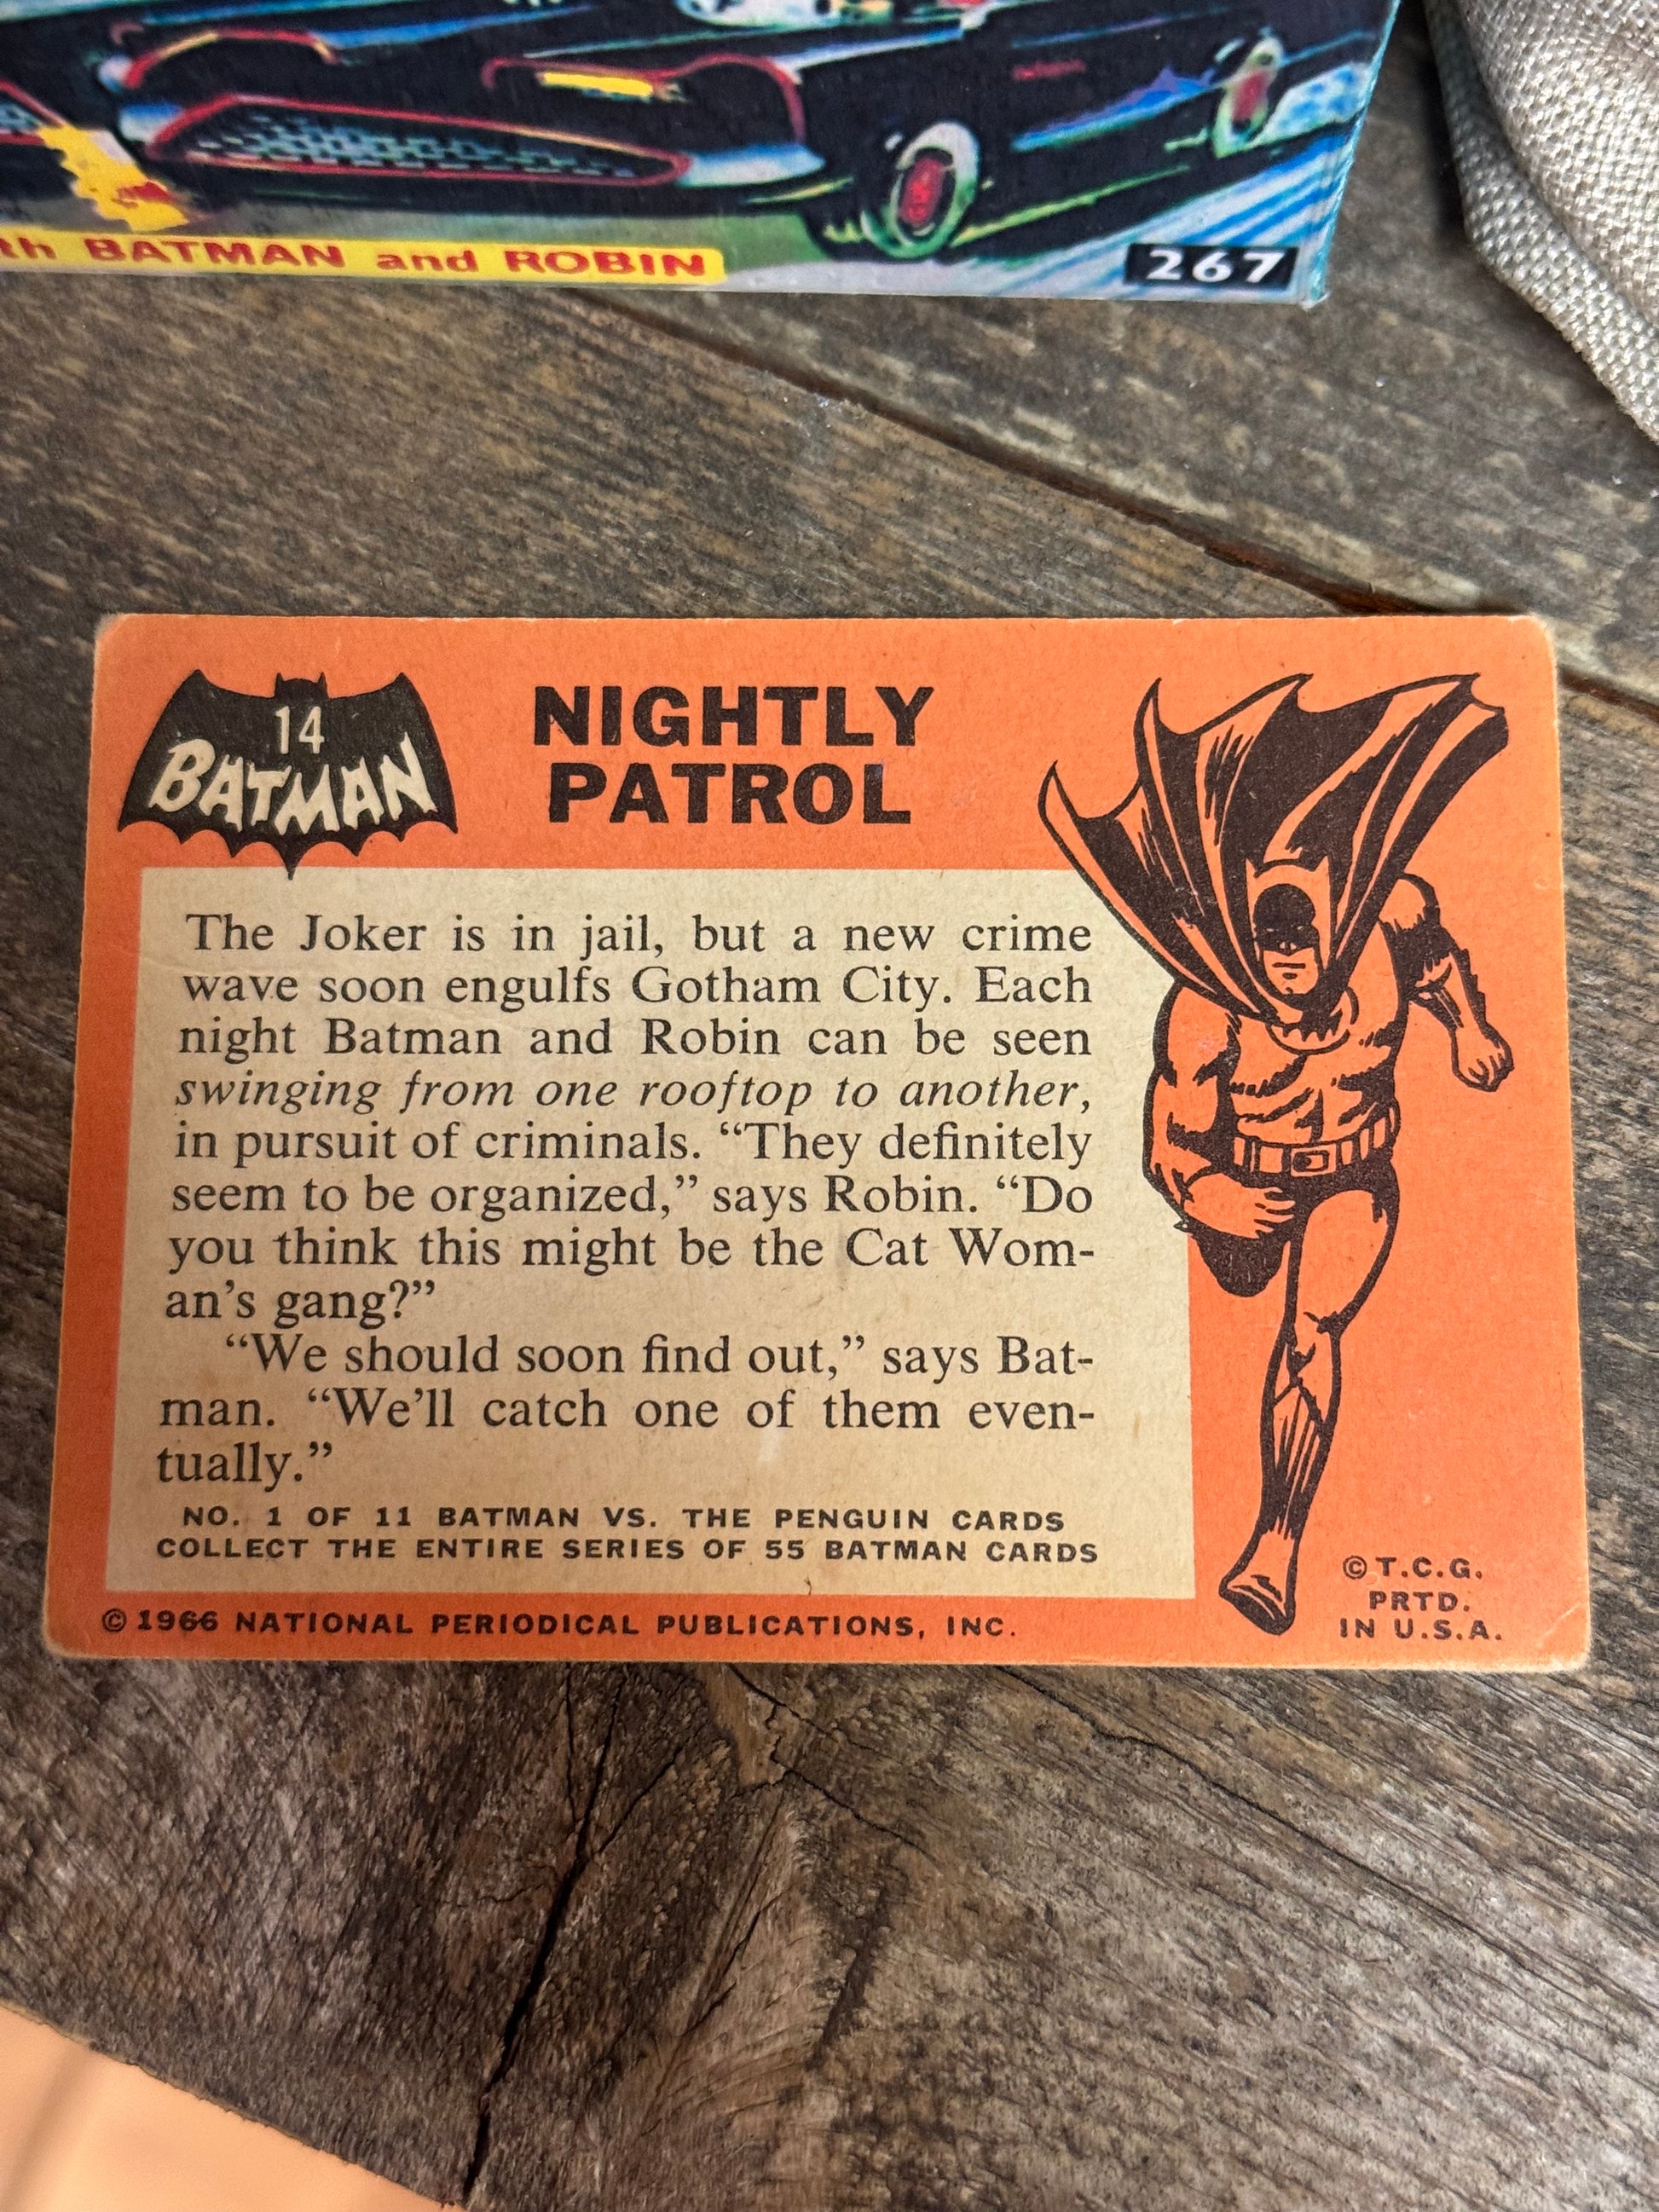 th BATMAN and ROBIN
267
14
BATMAN
NIGHTLY
PATROL
The Joker is in jail, but a new crime
wave soon engulfs Gotham City. Each
night Batman and Robin can be seen
swinging from one rooftop to another,
in pursuit of criminals. “They definitely
seem to be organized,” says Robin. “Do
you think this might be the Cat Wom-
an’s gang?”
“We should soon find out,” says Bat-
man. “We’ll catch one of them even-
tually.”
NO. 1 OF 11 BATMAN VS. THE PENGUIN CARDS
COLLECT THE ENTIRE SERIES OF 55 BATMAN CARDS
© 1966 NATIONAL PERIODICAL PUBLICATIONS, INC.
© T.C.G.
PRTD.
IN U.S.A.